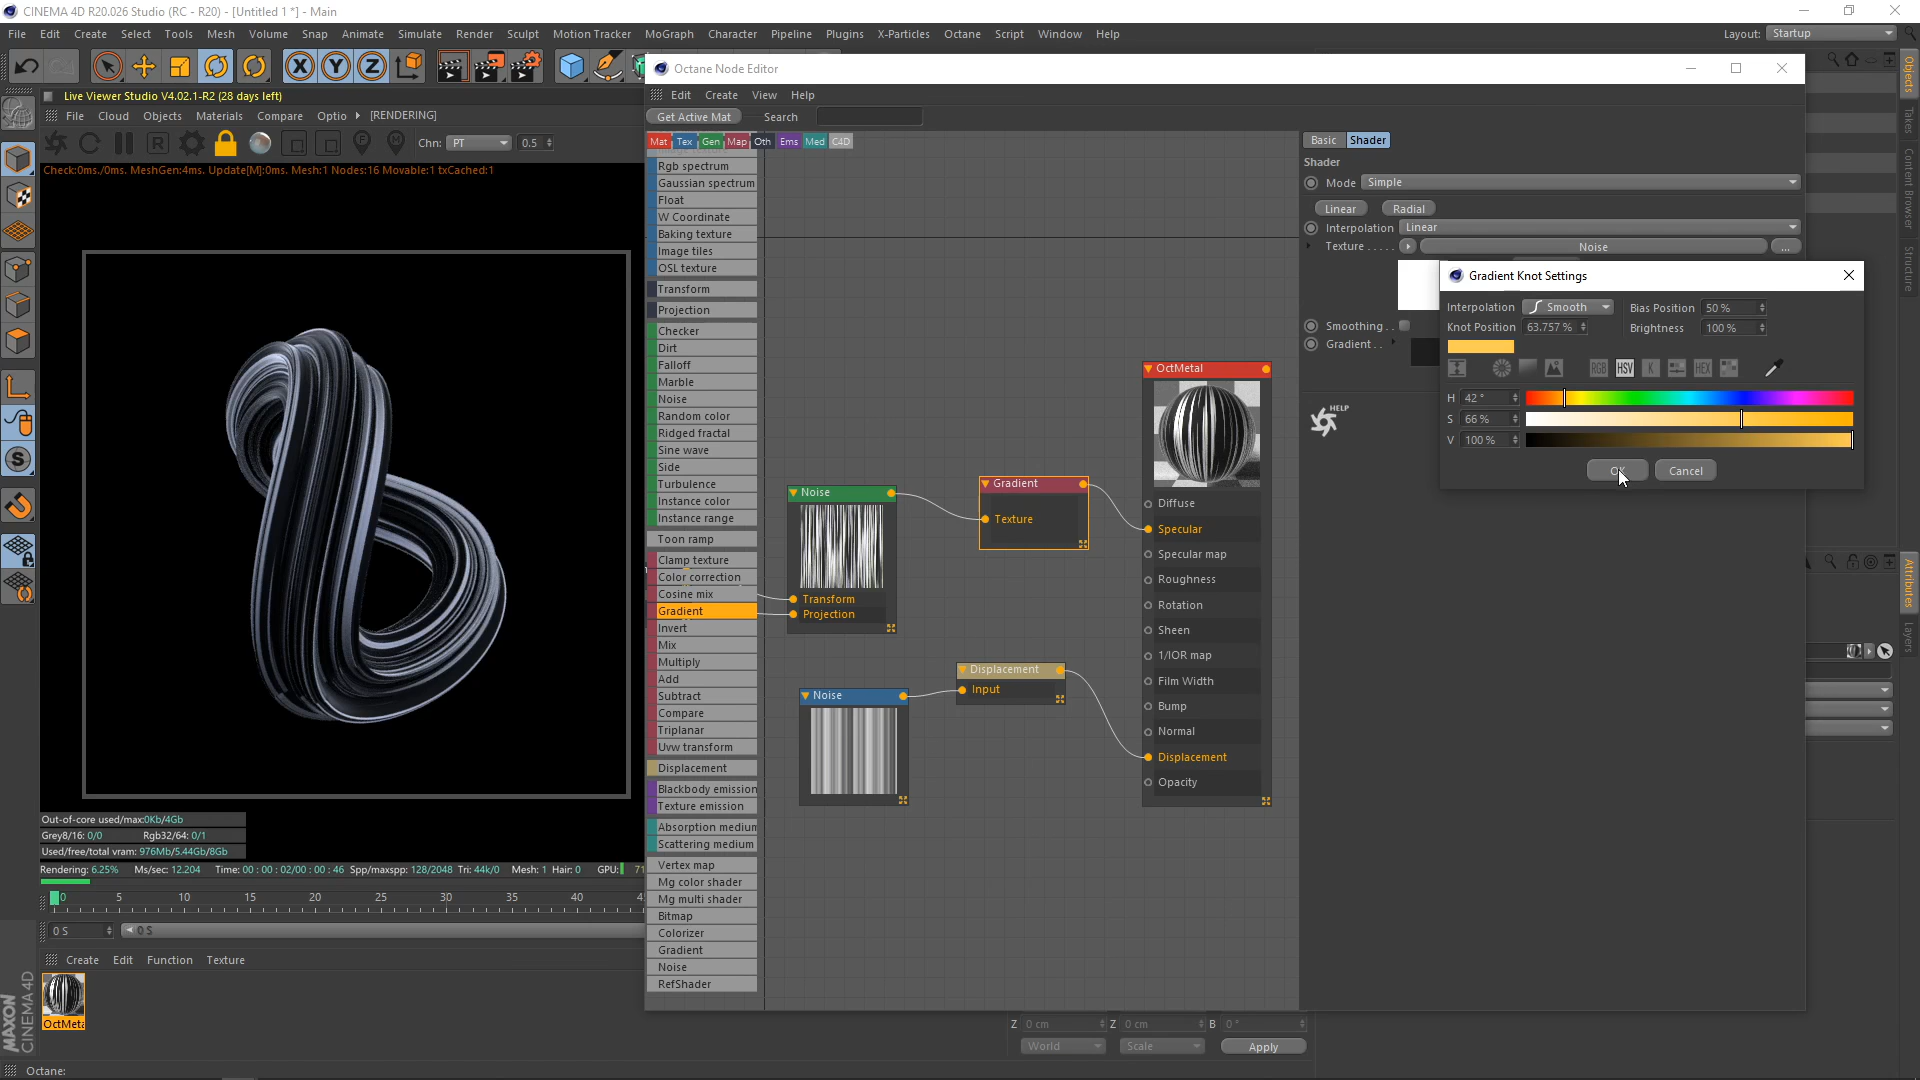 CINEMA 4D R20.026 Studio (RC - R20) - [Untitled 1 *] - Main
File Edit Create Select Tools Mesh Volume Snap Animate Simulate Render Sculpt Motion Tracker MoGraph Character Pipeline Plugins X-Particles Octane Script Window Help
Layout: Startup
Live Viewer Studio V4.02.1-R2 (28 days left)
File Cloud Objects Materials Compare Optio [RENDERING]
Chn: PT 0.5
Check:0ms./0ms. MeshGen:4ms. Update[M]:0ms. Mesh:1 Nodes:16 Movable:1 txCached:1
Out-of-core used/max:0Kb/4Gb
Grey8/16: 0/0 Rgb32/64: 0/1
Used/free/total vram: 976Mb/5.44Gb/8Gb
Rendering: 6.25% Ms/sec: 12.204 Time: 00 : 00 : 02/00 : 00 : 46 Spp/maxspp: 128/2048 Tri: 44k/0 Mesh: 1 Hair: 0 GPU: 71
0 5 10 15 20 25 30 35 40
0 S 0 S
Create Edit Function Texture
OctMeta
MAXON
CINEMA 4D
Octane:
Octane Node Editor
Edit Create View Help
Get Active Mat Search
Mat Tex Gen Map Oth Ems Med C4D
Rgb spectrum
Gaussian spectrum
Float
W Coordinate
Baking texture
Image tiles
OSL texture
Transform
Projection
Checker
Dirt
Falloff
Marble
Noise
Random color
Ridged fractal
Sine wave
Side
Turbulence
Instance color
Instance range
Toon ramp
Clamp texture
Color correction
Cosine mix
Gradient
Invert
Mix
Multiply
Add
Subtract
Compare
Triplanar
Uvw transform
Displacement
Blackbody emission
Texture emission
Absorption medium
Scattering medium
Vertex map
Mg color shader
Mg multi shader
Bitmap
Colorizer
Gradient
Noise
RefShader
Noise
Transform
Projection
Noise
Gradient
Texture
Displacement
Input
OctMetal
Diffuse
Specular
Specular map
Roughness
Rotation
Sheen
1/IOR map
Film Width
Bump
Normal
Displacement
Opacity
Basic Shader
Shader
Mode Simple
Linear Radial
Interpolation Linear
Texture . . . . . Noise ...
Smoothing . .
Gradient . .
HELP
Gradient Knot Settings
Interpolation Smooth Bias Position 50 %
Knot Position 63.757 % Brightness 100 %
RGB HSV K HEX
H 42 °
S 66 %
V 100 %
OK Cancel
Z 0 cm Z 0 cm B 0 °
World Scale Apply
Objects
Takes
Content Browser
Structure
Attributes
Layers